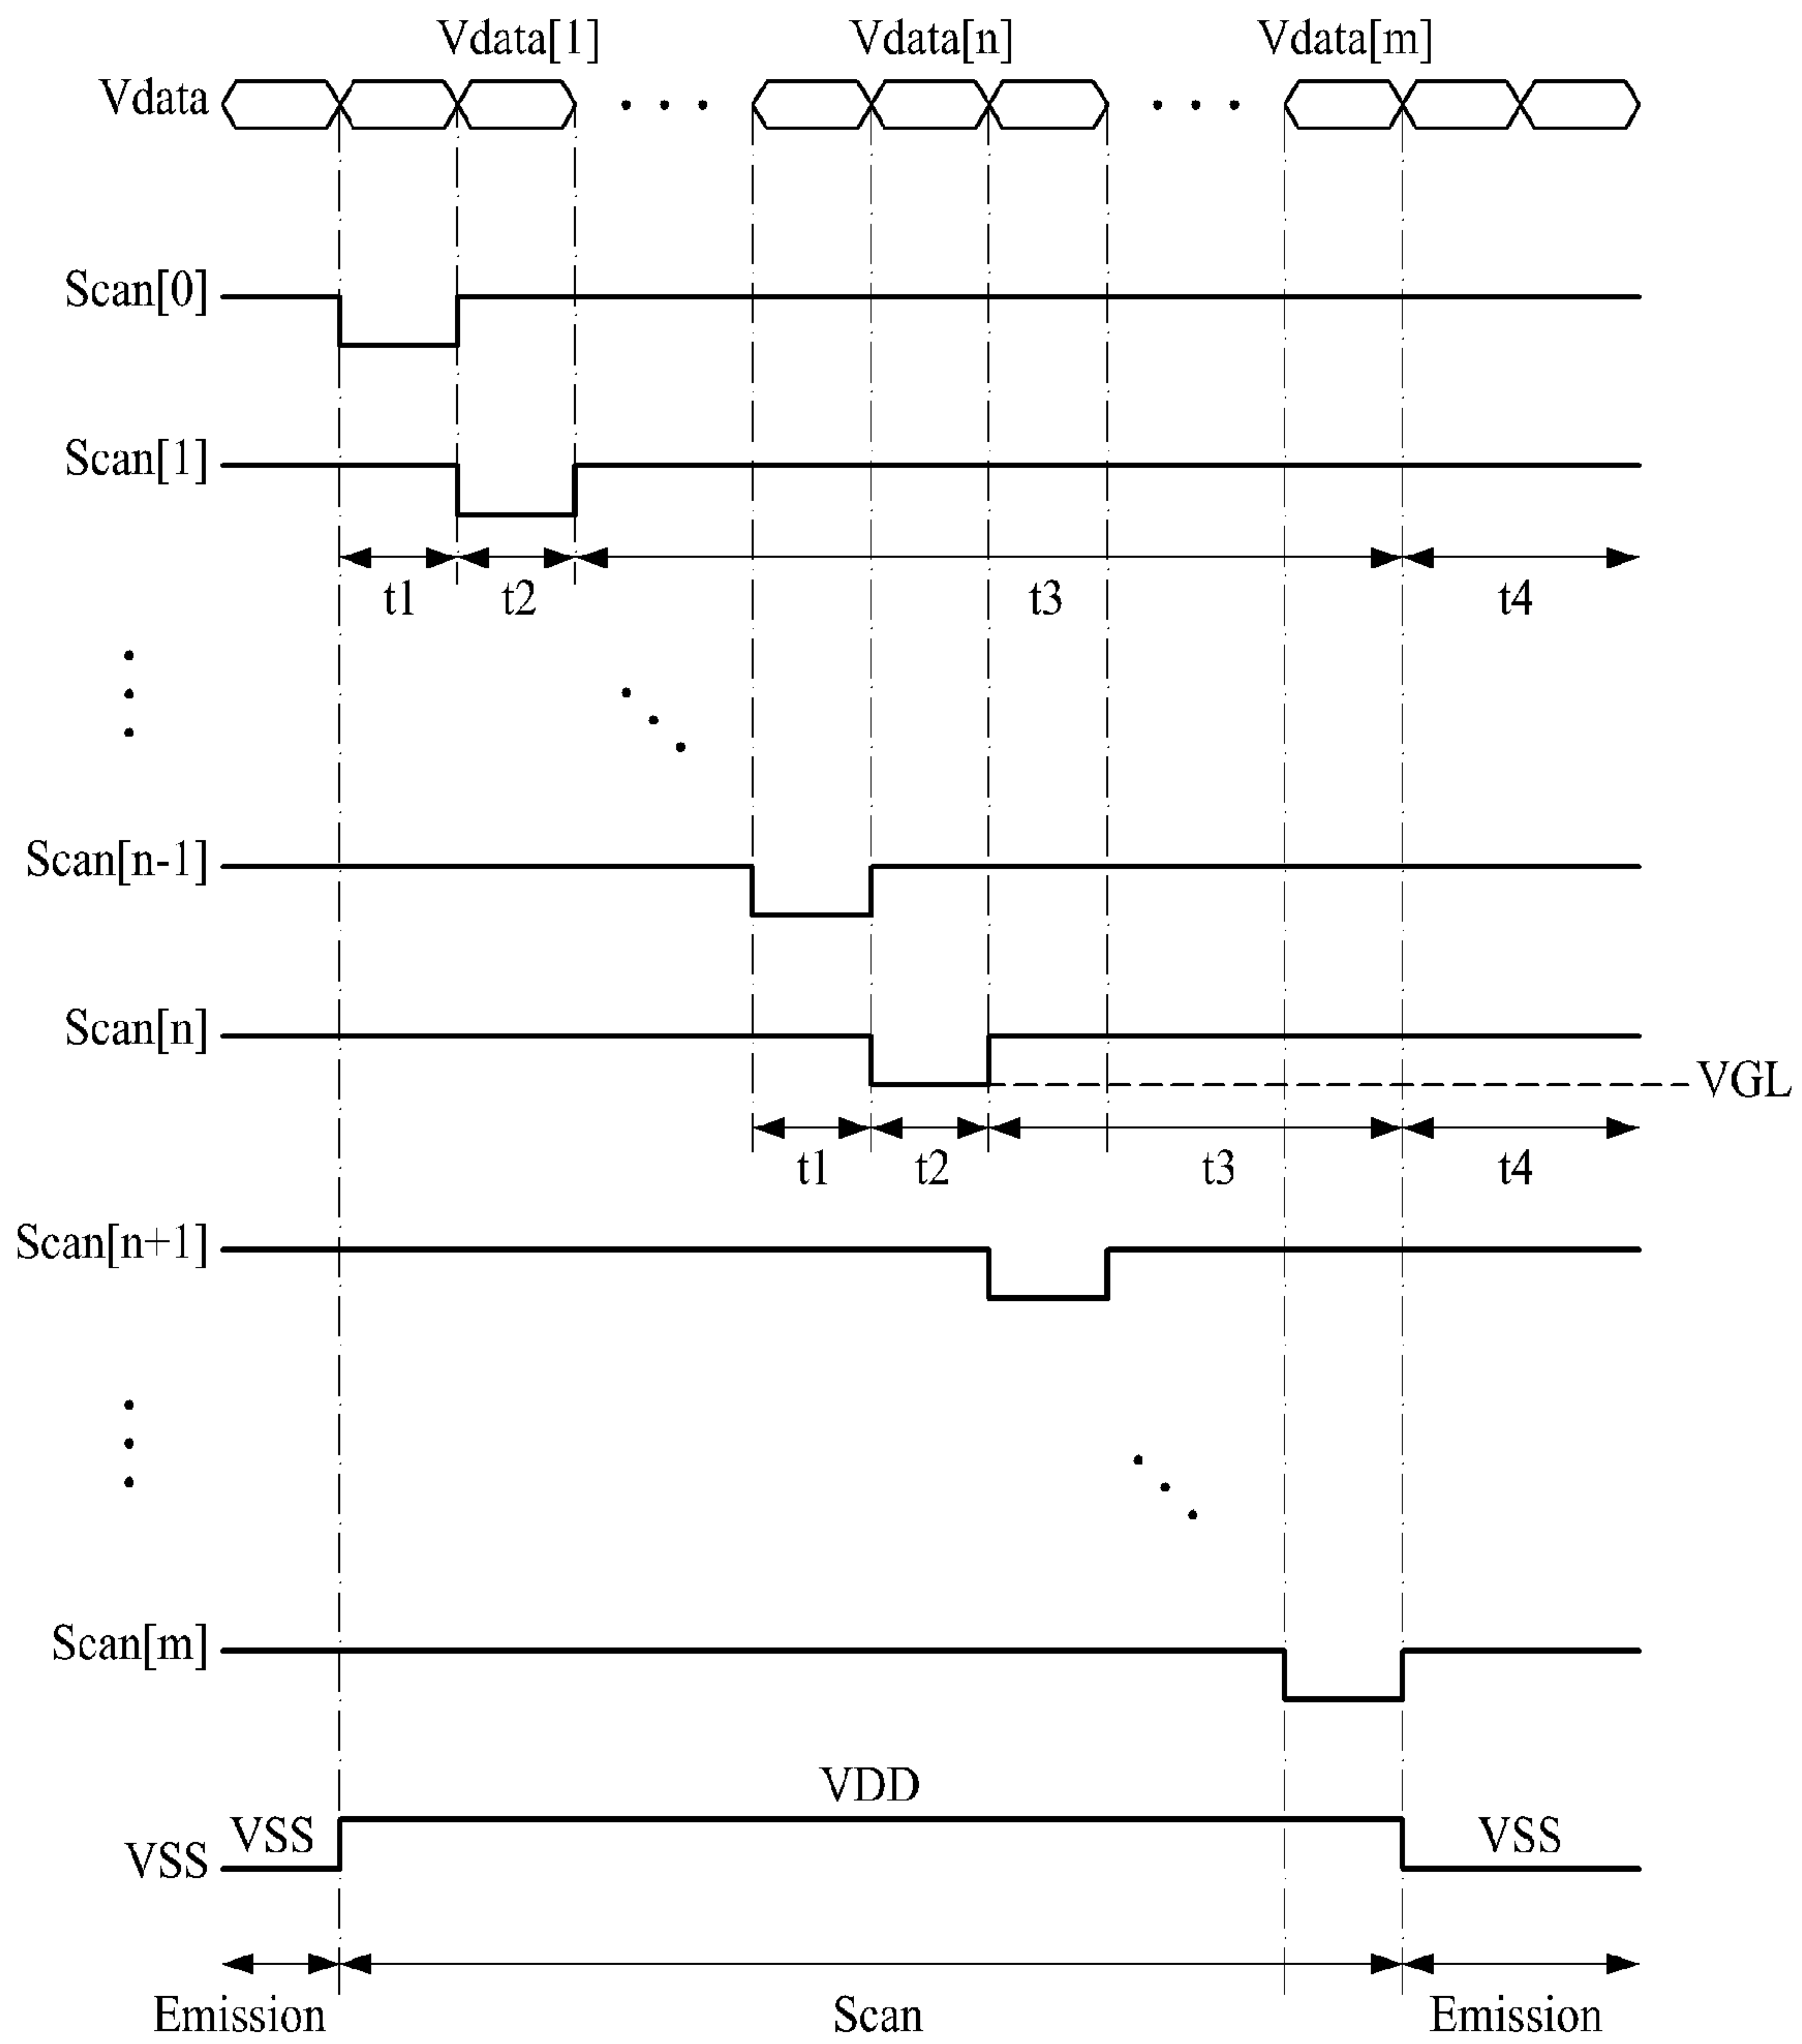 Vdata[1] Vdata[n] Vdata[m]
Vdata
Scan[0]
Scan[1]
t1 t2 t3 t4
Scan[n-1]
Scan[n]
VGL
t1 t2 t3 t4
Scan[n+1]
Scan[m]
VDD
VSS VSS
VSS
Emission Scan Emission